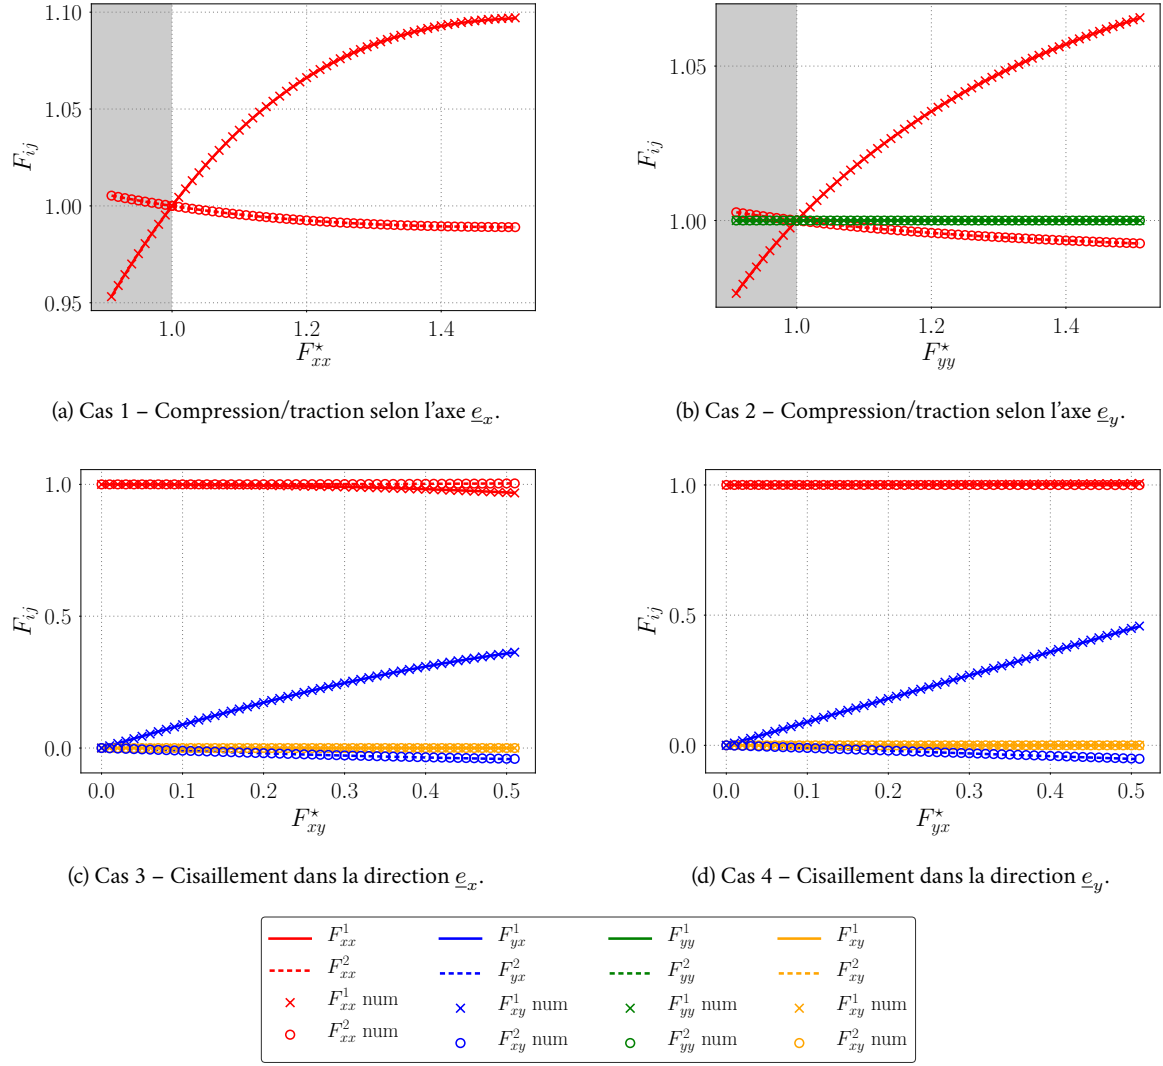 1.10
1.05
1.00
0.95
F_{ij}
1.0 1.2 1.4
F^⋆_{xx}
(a) Cas 1 – Compression/traction selon l'axe e_x.
1.05
1.00
F_{ij}
1.0 1.2 1.4
F^⋆_{yy}
(b) Cas 2 – Compression/traction selon l'axe e_y.
1.0
0.5
0.0
F_{ij}
0.0 0.1 0.2 0.3 0.4 0.5
F^⋆_{xy}
(c) Cas 3 – Cisaillement dans la direction e_x.
1.0
0.5
0.0
F_{ij}
0.0 0.1 0.2 0.3 0.4 0.5
F^⋆_{yx}
(d) Cas 4 – Cisaillement dans la direction e_y.
F^1_{xx} F^1_{yx} F^1_{yy} F^1_{xy}
F^2_{xx} F^2_{yx} F^2_{yy} F^2_{xy}
F^1_{xx} num F^1_{xy} num F^1_{yy} num F^1_{xy} num
F^2_{xx} num F^2_{xy} num F^2_{yy} num F^2_{xy} num